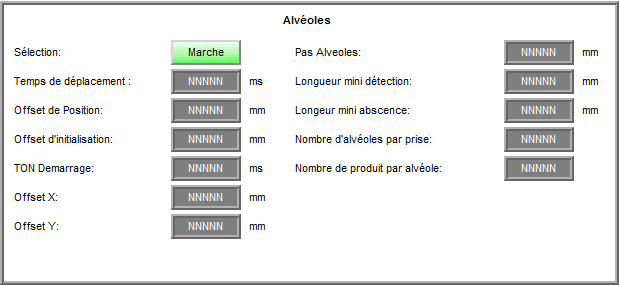 Alvéoles
Sélection: Marche
Pas Alveoles: NNNNN mm
Temps de déplacement : NNNNN ms
Longueur mini détection: NNNNN mm
Offset de Position: NNNNN mm
Longeur mini abscence: NNNNN mm
Offset d'initialisation: NNNNN mm
Nombre d'alvéoles par prise: NNNNN
TON Demarrage: NNNNN ms
Nombre de produit par alvéole: NNNNN
Offset X: NNNNN mm
Offset Y: NNNNN mm